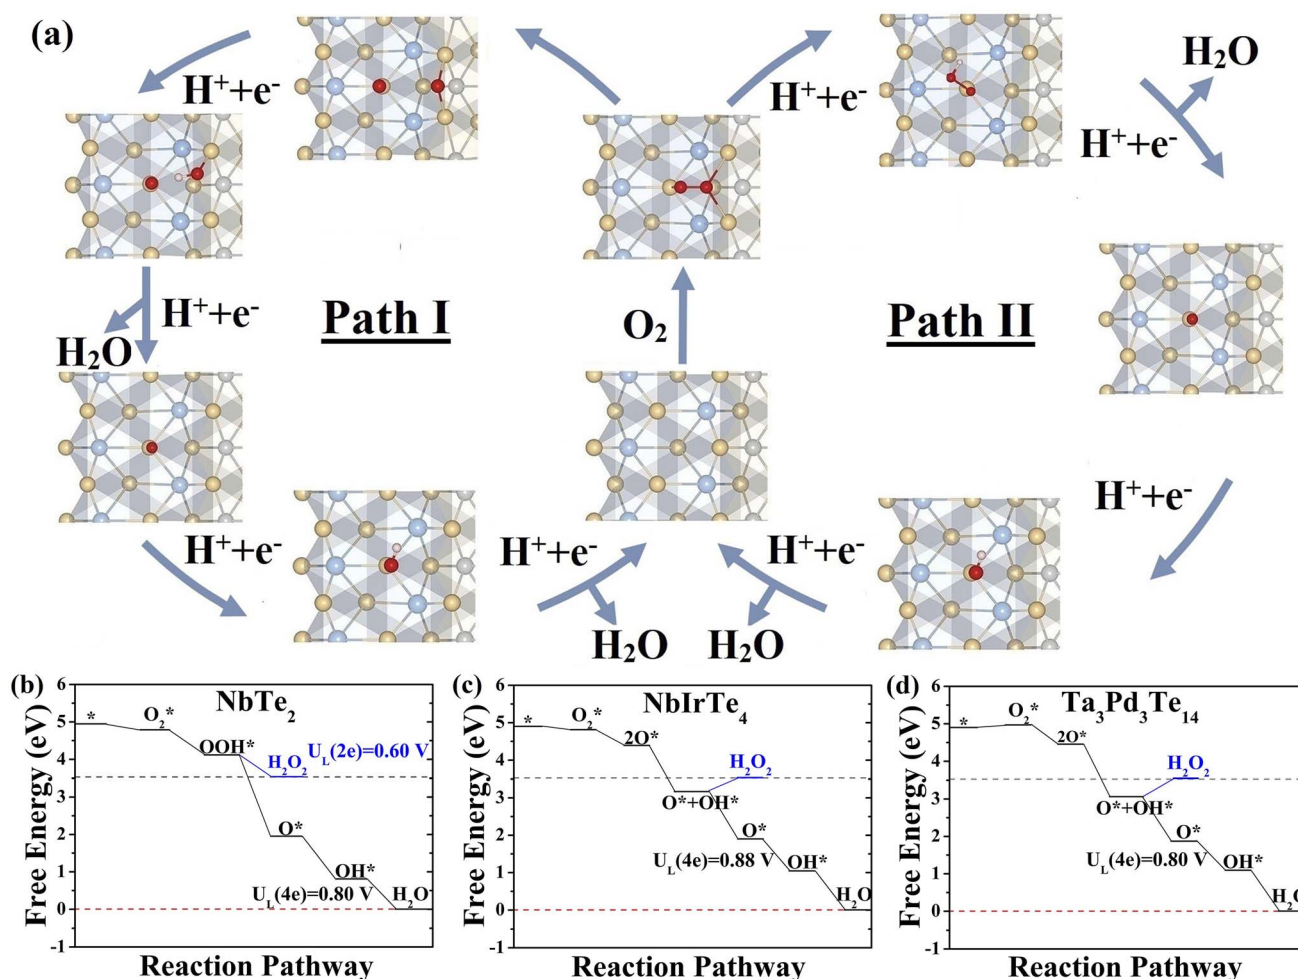 (a)
H⁺+e⁻
H⁺+e⁻
H₂O
H⁺+e⁻
H⁺+e⁻
H₂O
Path I
O₂
Path II
H⁺+e⁻
H⁺+e⁻
H⁺+e⁻
H⁺+e⁻
H₂O
H₂O
(b)
NbTe₂
6
5
4
3
2
1
0
-1
Free Energy (eV)
*
O₂*
OOH*
U_L(2e)=0.60 V
H₂O₂
O*
OH*
U_L(4e)=0.80 V
H₂O
Reaction Pathway
(c)
NbIrTe₄
6
5
4
3
2
1
0
-1
Free Energy (eV)
*
O₂*
2O*
H₂O₂
O*+OH*
O*
U_L(4e)=0.88 V
OH*
H₂O
Reaction Pathway
(d)
Ta₃Pd₃Te₁₄
6
5
4
3
2
1
0
-1
Free Energy (eV)
*
O₂*
2O*
H₂O₂
O*+OH*
O*
U_L(4e)=0.80 V
OH*
Reaction Pathway